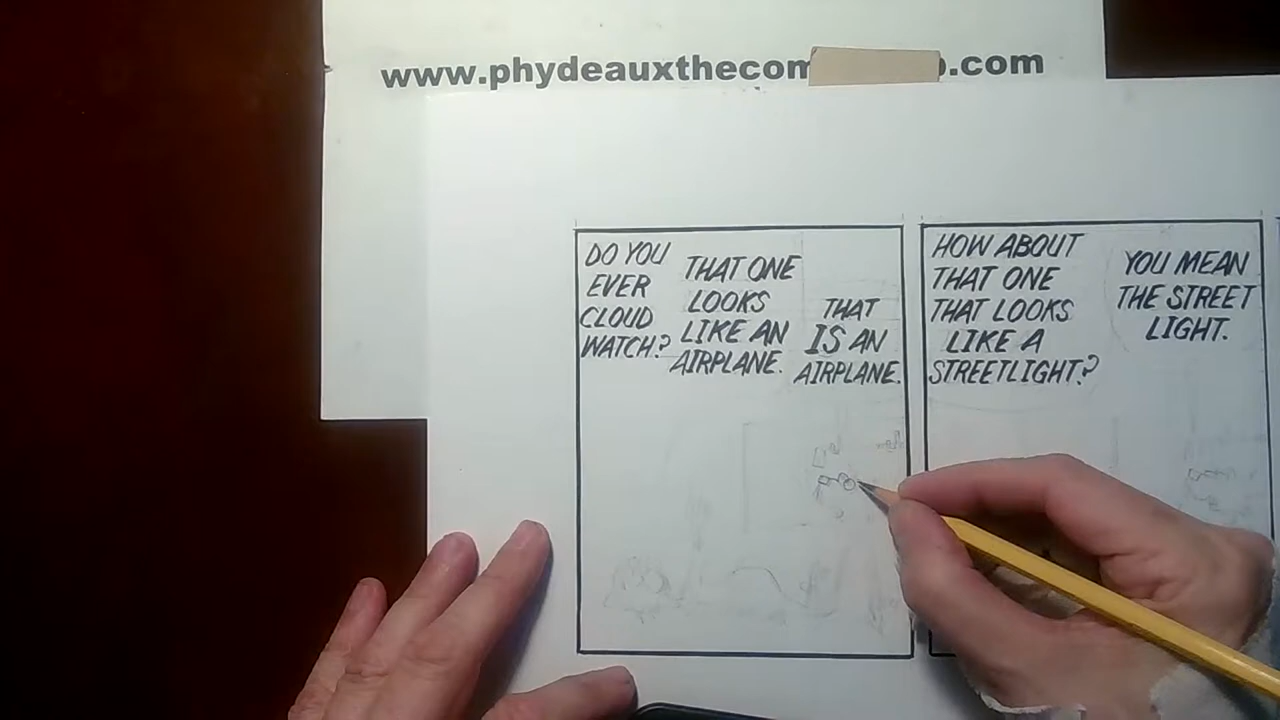 www.phydeauxthecom
.com
DO YOU
EVER
CLOUD
WATCH?
THAT ONE
LOOKS
LIKE AN
AIRPLANE.
THAT
IS AN
AIRPLANE.
HOW ABOUT
THAT ONE
THAT LOOKS
LIKE A
STREETLIGHT?
YOU MEAN
THE STREET
LIGHT.